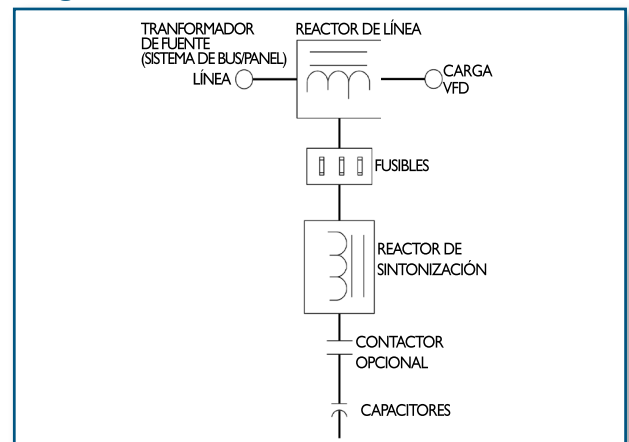 TRANFORMADOR
DE FUENTE
(SISTEMA DE BUS/PANEL)
LÍNEA
REACTOR DE LÍNEA
CARGA
VFD
FUSIBLES
REACTOR DE
SINTONIZACIÓN
CONTACTOR
OPCIONAL
CAPACITORES